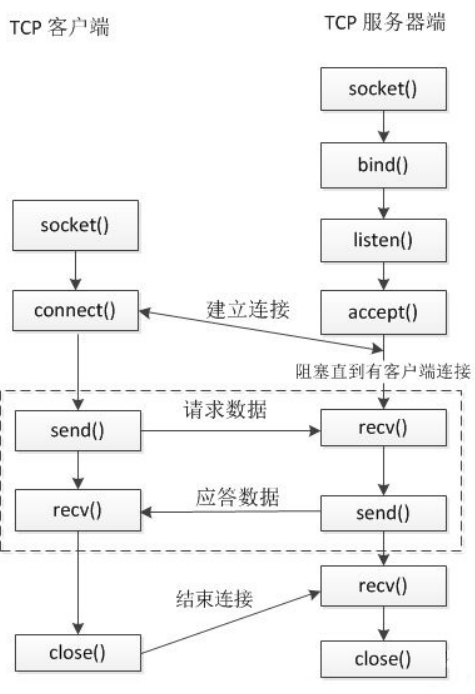 TCP 客户端
TCP 服务器端
socket()
bind()
socket()
listen()
connect()
建立连接
accept()
阻塞直到有客户端连接
send()
请求数据
recv()
recv()
应答数据
send()
结束连接
recv()
close()
close()